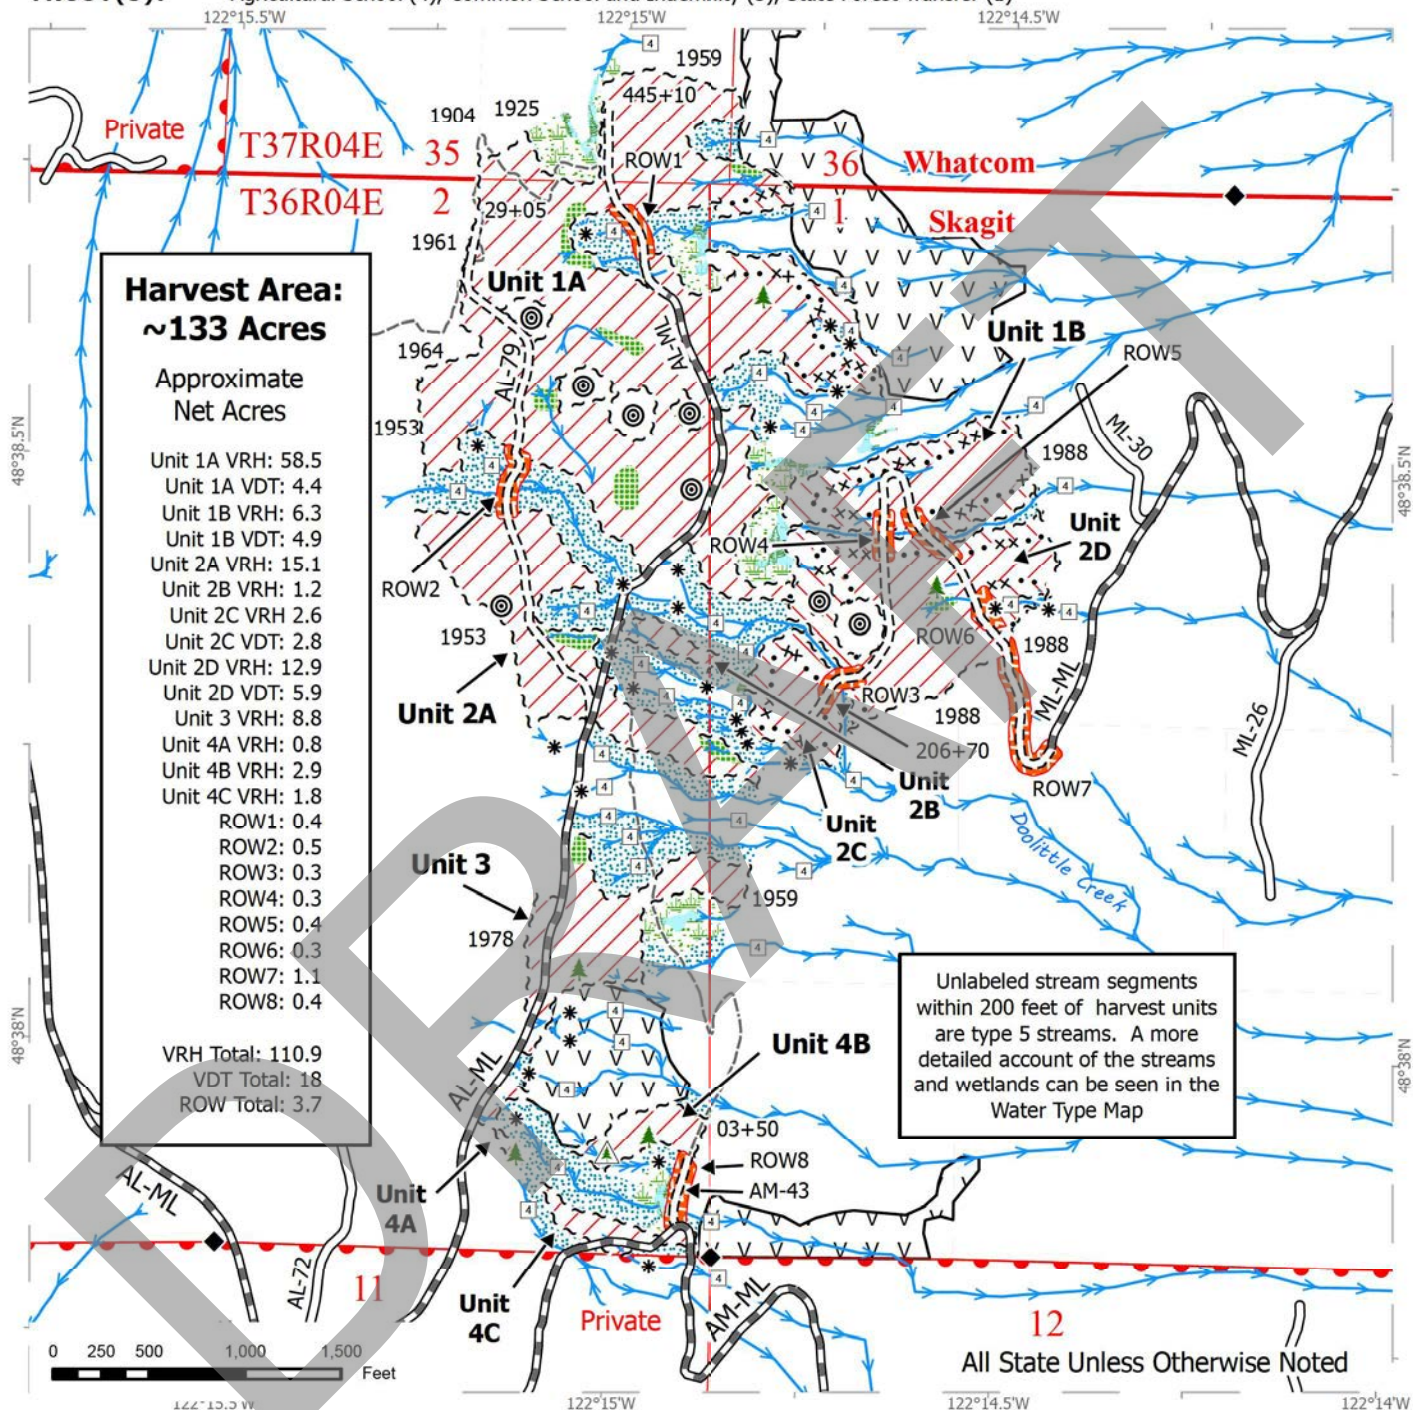 Agricultural School (4), Common School and Indemnity (3), State Forest Transfer (1)
122°15.5'W
122°15'W
122°14.5'W
4
1959
445+10
1904
1925
Private
T37R04E
35
ROW1
36
Whatcom
T36R04E
2
29+05
4
1
Skagit
1961
4
Unit 1A
4
Harvest Area:
~133 Acres
Approximate
Net Acres
Unit 1A VRH: 58.5
Unit 1A VDT: 4.4
Unit 1B VRH: 6.3
Unit 1B VDT: 4.9
Unit 2A VRH: 15.1
Unit 2B VRH: 1.2
Unit 2C VRH 2.6
Unit 2C VDT: 2.8
Unit 2D VRH: 12.9
Unit 2D VDT: 5.9
Unit 3 VRH: 8.8
Unit 4A VRH: 0.8
Unit 4B VRH: 2.9
Unit 4C VRH: 1.8
ROW1: 0.4
ROW2: 0.5
ROW3: 0.3
ROW4: 0.3
ROW5: 0.4
ROW6: 0.3
ROW7: 1.1
ROW8: 0.4
VRH Total: 110.9
VDT Total: 18
ROW Total: 3.7
1964
AL-79
AL-ML
Unit 1B
ROW5
1953
ML-30
1988
48°38.5'N
48°38.5'N
ROW4
Unit
2D
ROW2
1953
ROW6
1988
Unit 2A
ROW3
1988
ML-ML
ML-26
206+70
Unit
2B
ROW7
Unit
2C
Doolittle Creek
Unit 3
1959
1978
Unlabeled stream segments
within 200 feet of harvest units
are type 5 streams. A more
detailed account of the streams
and wetlands can be seen in the
Water Type Map
48°38'N
48°38'N
Unit 4B
AL-ML
03+50
ROW8
AM-43
AL-ML
Unit
4A
AL-72
11
Unit
4C
Private
AM-ML
12
0 250 500 1,000 1,500
Feet
All State Unless Otherwise Noted
122°15'W
122°14.5'W
122°14'W
DRAFT